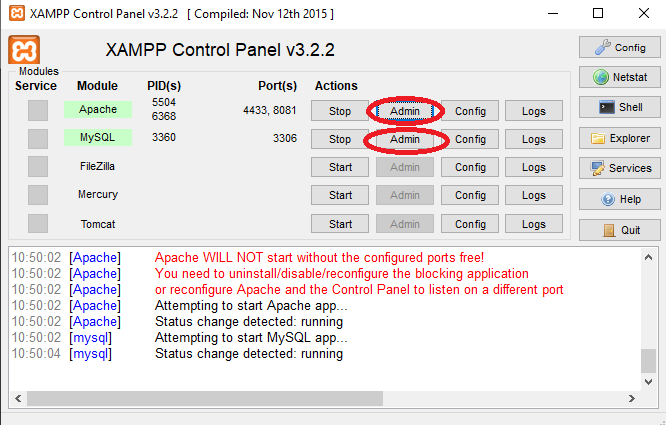 XAMPP Control Panel v3.2.2 [ Compiled: Nov 12th 2015 ]
XAMPP Control Panel v3.2.2
Config
Modules
Service Module PID(s) Port(s) Actions
Netstat
Apache 5504 6368 4433, 8081 Stop Admin Config Logs
Shell
MySQL 3360 3306 Stop Admin Config Logs
Explorer
FileZilla Start Admin Config Logs
Services
Mercury Start Admin Config Logs
Help
Tomcat Start Admin Config Logs
Quit
10:50:02 [Apache] Apache WILL NOT start without the configured ports free!
10:50:02 [Apache] You need to uninstall/disable/reconfigure the blocking application
10:50:02 [Apache] or reconfigure Apache and the Control Panel to listen on a different port
10:50:02 [Apache] Attempting to start Apache app...
10:50:02 [Apache] Status change detected: running
10:50:02 [mysql] Attempting to start MySQL app...
10:50:04 [mysql] Status change detected: running